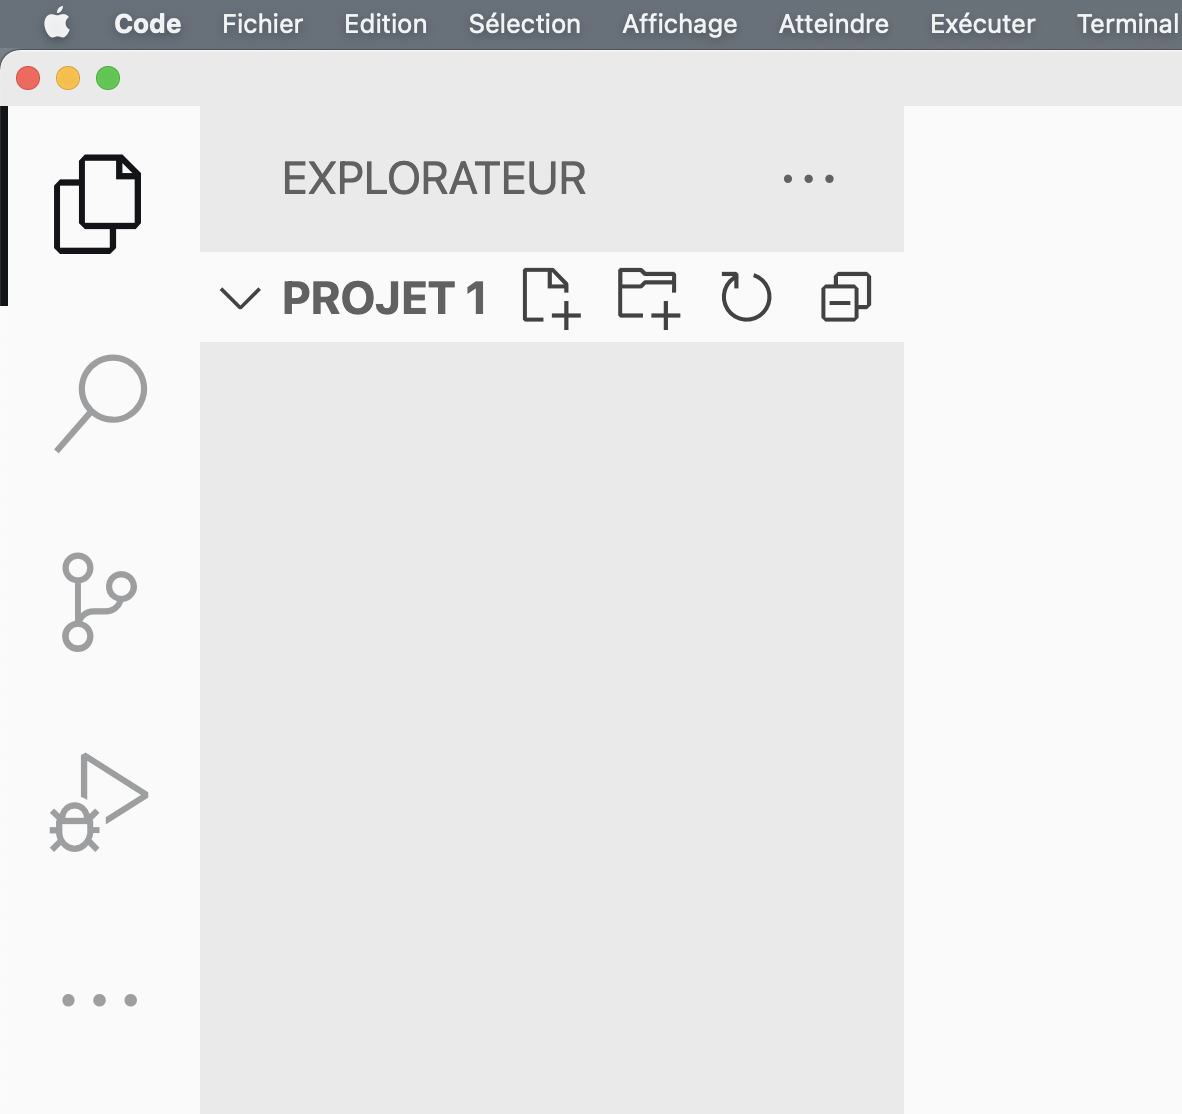 Code Fichier Edition Sélection Affichage Atteindre Exécuter Terminal
EXPLORATEUR
PROJET 1